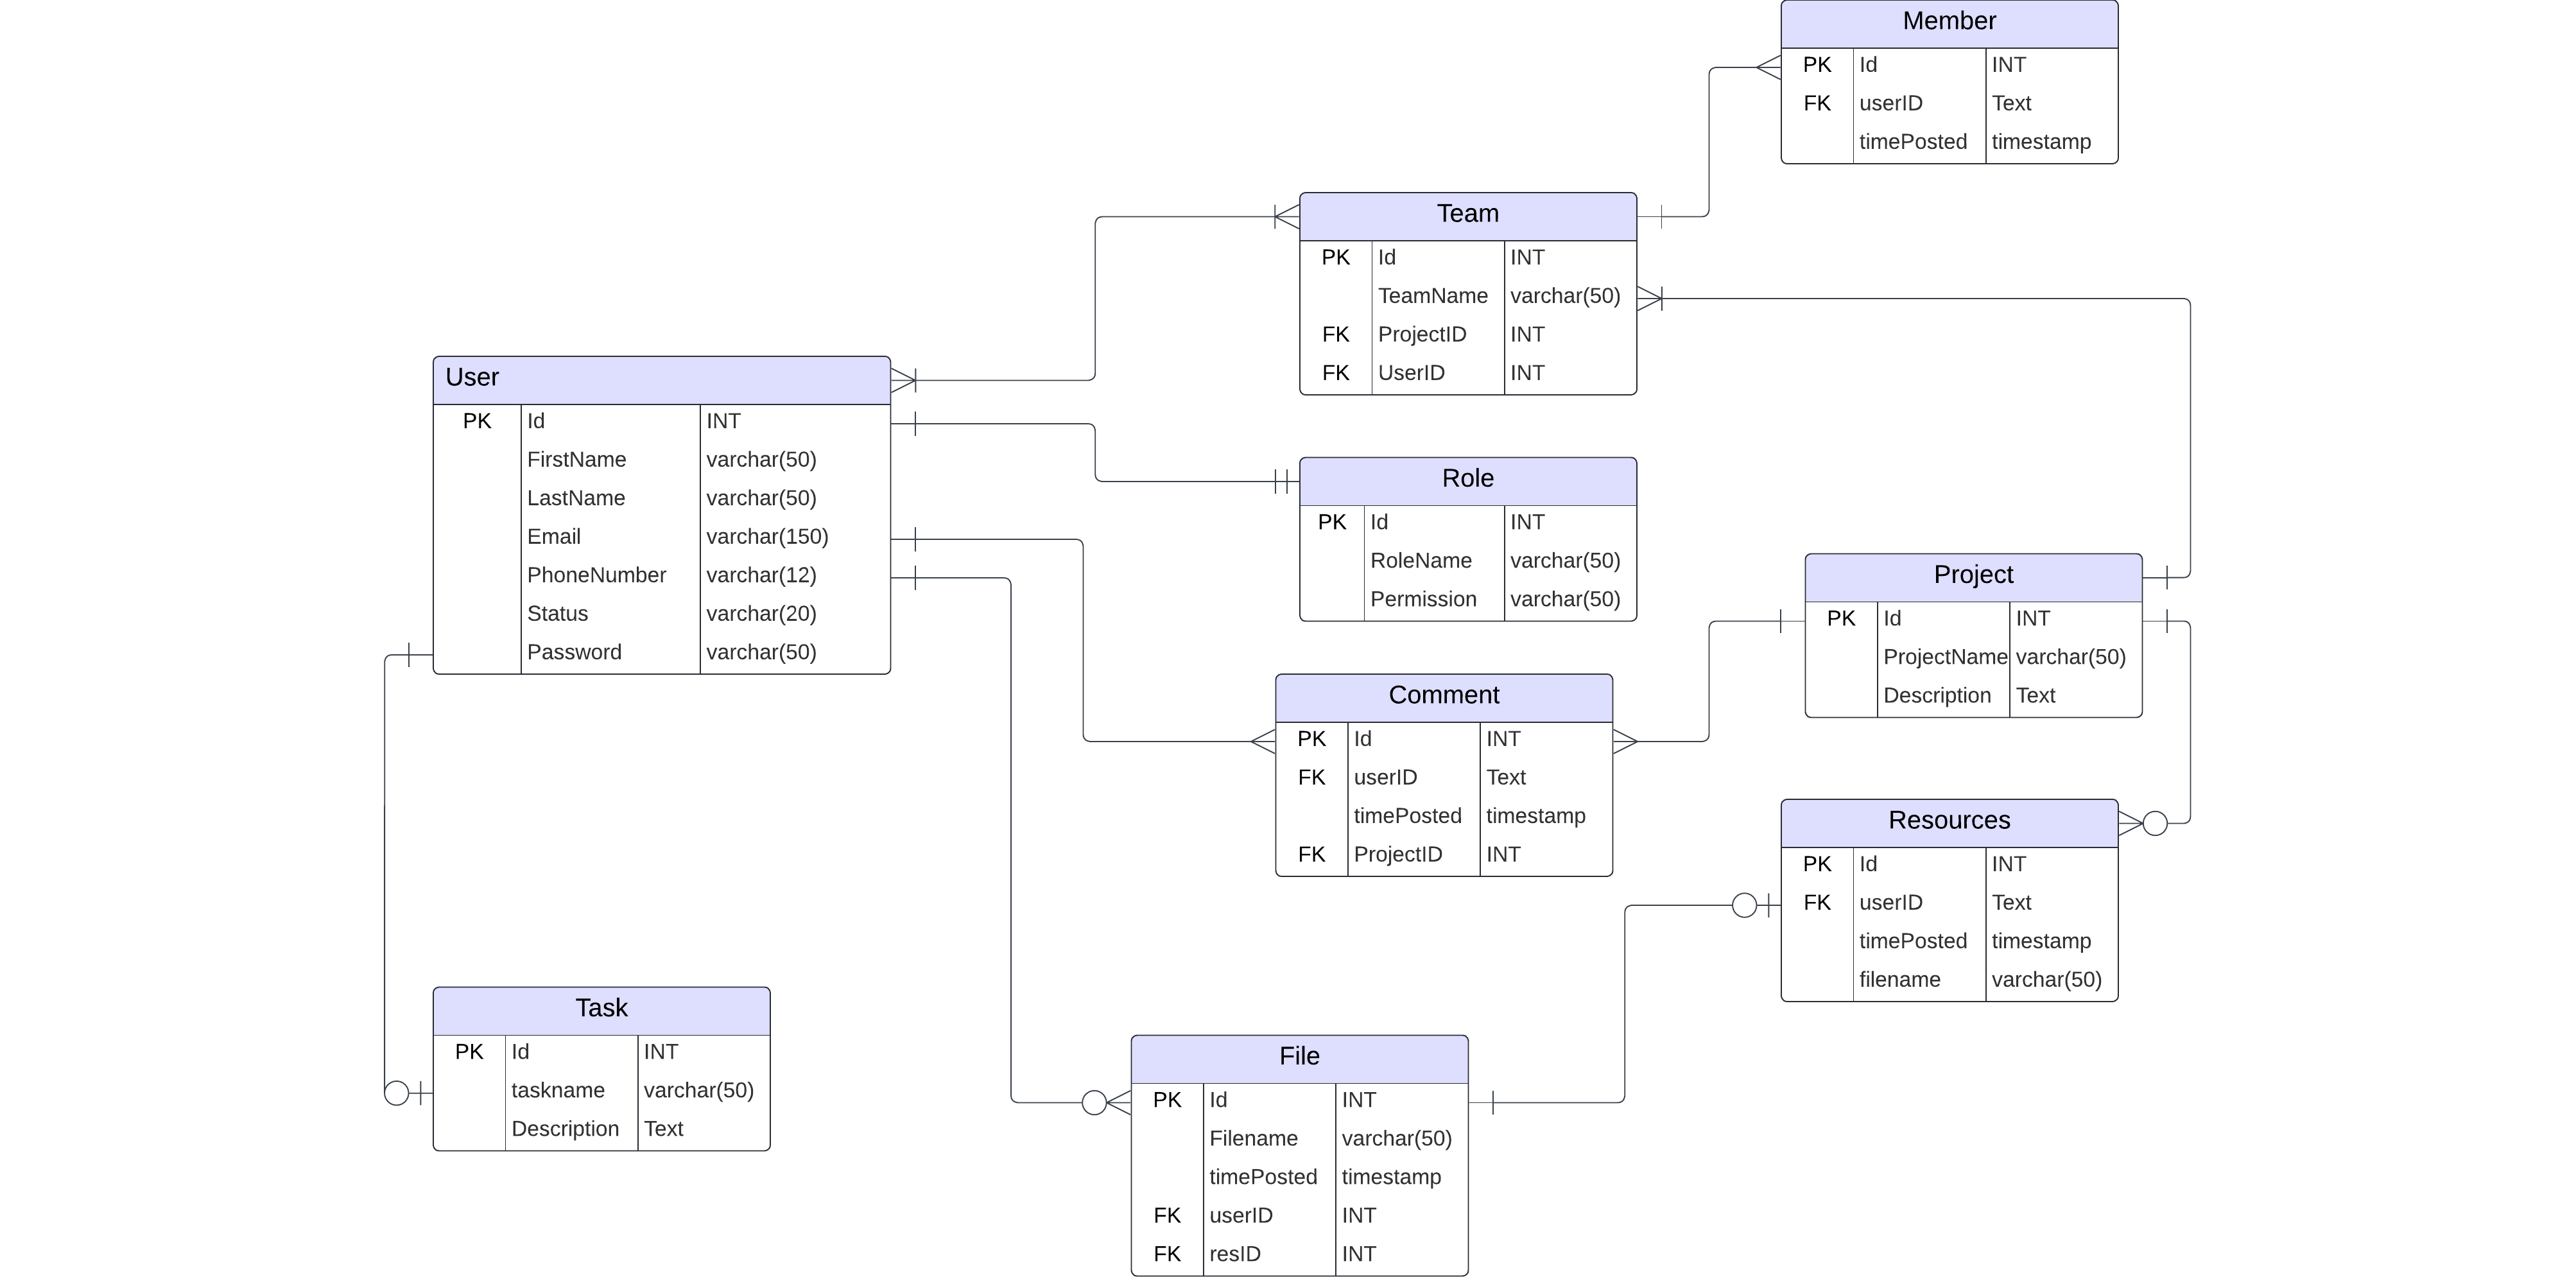 Member
PK Id INT
FK userID Text
timePosted timestamp
Team
PK Id INT
TeamName varchar(50)
FK ProjectID INT
FK UserID INT
User
PK Id INT
FirstName varchar(50)
LastName varchar(50)
Email varchar(150)
PhoneNumber varchar(12)
Status varchar(20)
Password varchar(50)
Role
PK Id INT
RoleName varchar(50)
Permission varchar(50)
Project
PK Id INT
ProjectName varchar(50)
Description Text
Comment
PK Id INT
FK userID Text
timePosted timestamp
FK ProjectID INT
Resources
PK Id INT
FK userID Text
timePosted timestamp
filename varchar(50)
Task
PK Id INT
taskname varchar(50)
Description Text
File
PK Id INT
Filename varchar(50)
timePosted timestamp
FK userID INT
FK resID INT